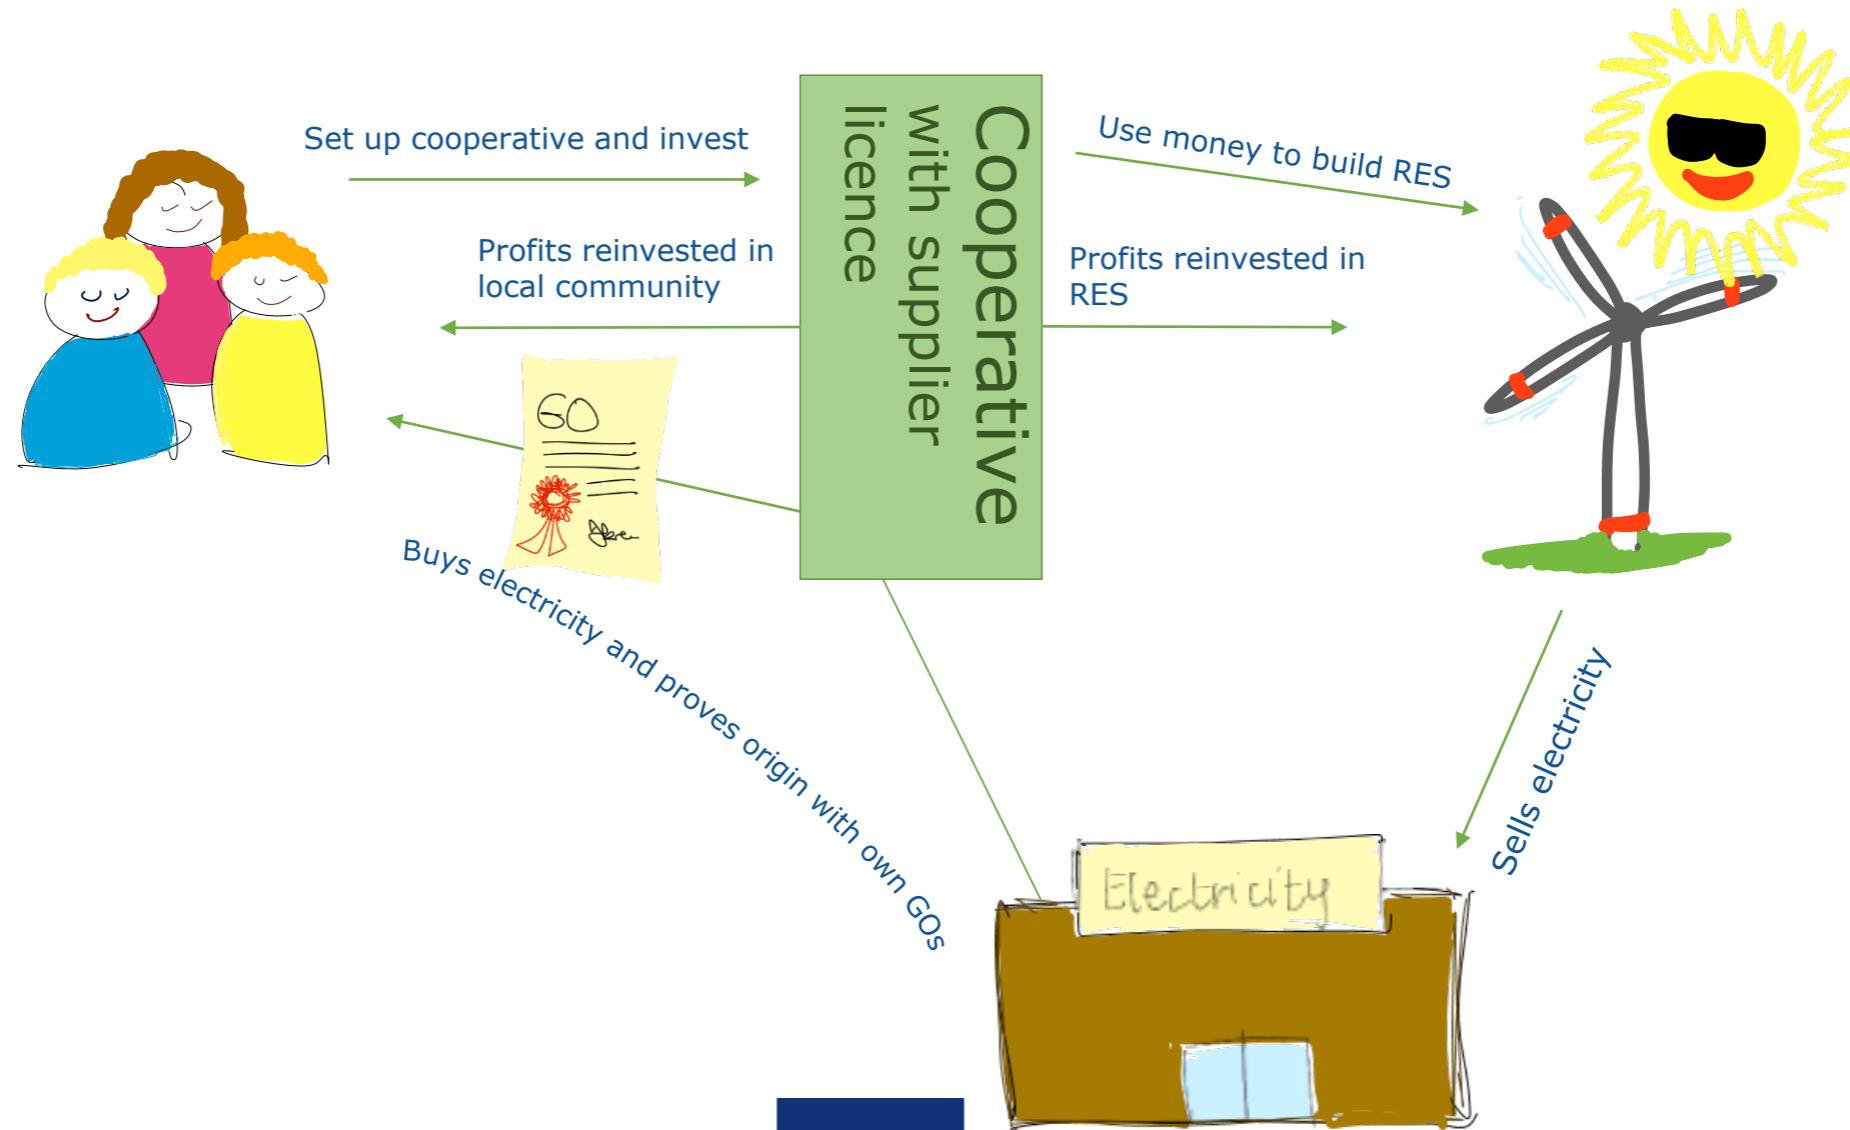 Set up cooperative and invest
Profits reinvested in
local community
GO
Buys electricity and proves origin with own GOs
Cooperative
with supplier
licence
Use money to build RES
Profits reinvested in
RES
Sells electricity
Electricity